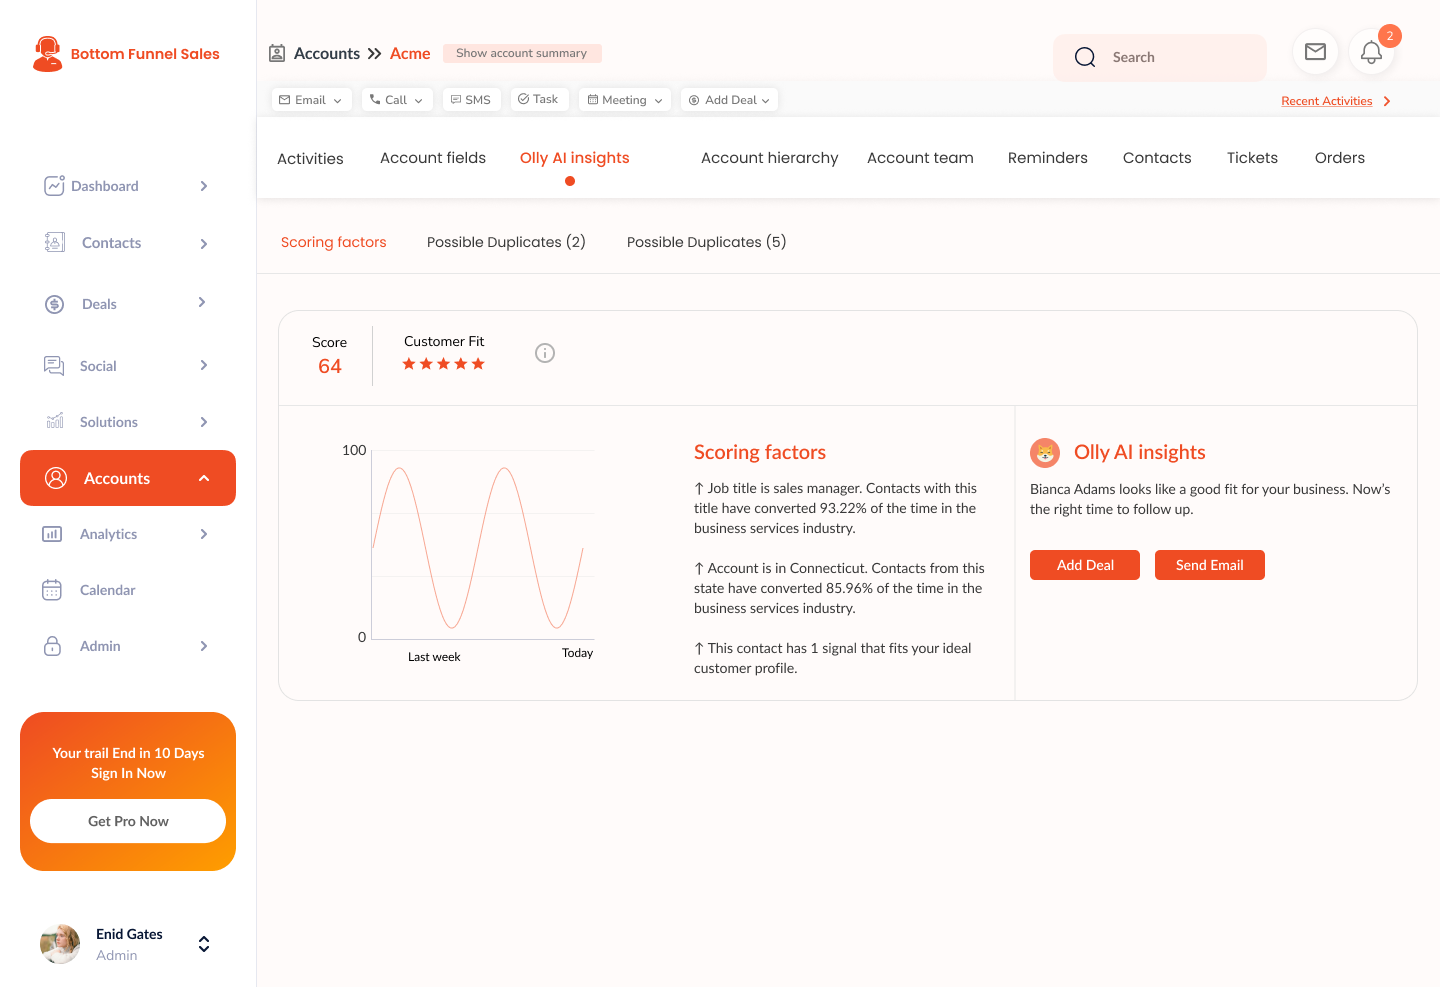 Bottom Funnel Sales
Accounts
Acme
Show account summary
Search
2
Email
Call
SMS
Task
Meeting
Add Deal
Recent Activities
Activities
Account fields
Olly AI insights
Account hierarchy
Account team
Reminders
Contacts
Tickets
Orders
Scoring factors
Possible Duplicates (2)
Possible Duplicates (5)
Dashboard
Contacts
Deals
Social
Solutions
Accounts
Analytics
Calendar
Admin
Your trail End in 10 Days
Sign In Now
Get Pro Now
Enid Gates
Admin
Score
64
Customer Fit
100
0
Last week
Today
Scoring factors
↑ Job title is sales manager. Contacts with this
title have converted 93.22% of the time in the
business services industry.
↑ Account is in Connecticut. Contacts from this
state have converted 85.96% of the time in the
business services industry.
↑ This contact has 1 signal that fits your ideal
customer profile.
Olly AI insights
Bianca Adams looks like a good fit for your business. Now’s
the right time to follow up.
Add Deal
Send Email